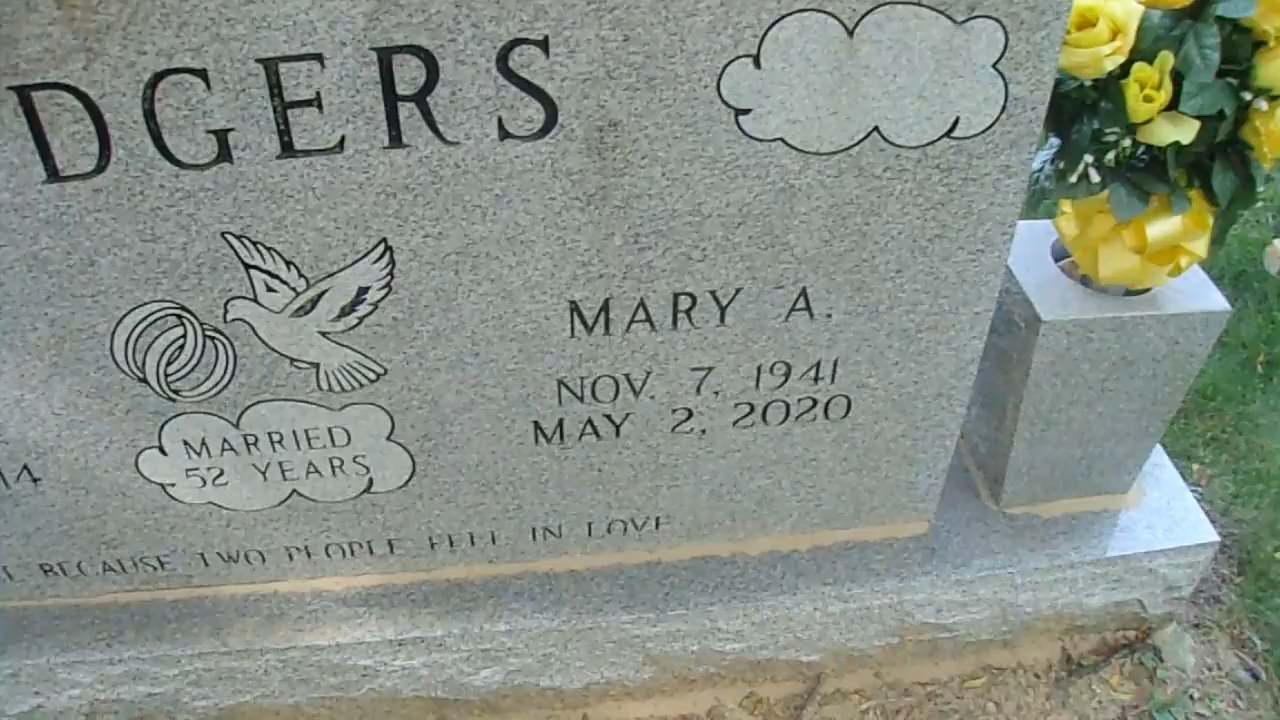 DGERS
MARY A.
NOV. 7, 1941
MAY 2, 2020
MARRIED
52 YEARS
14
BECAUSE TWO PEOPLE FELL IN LOVE